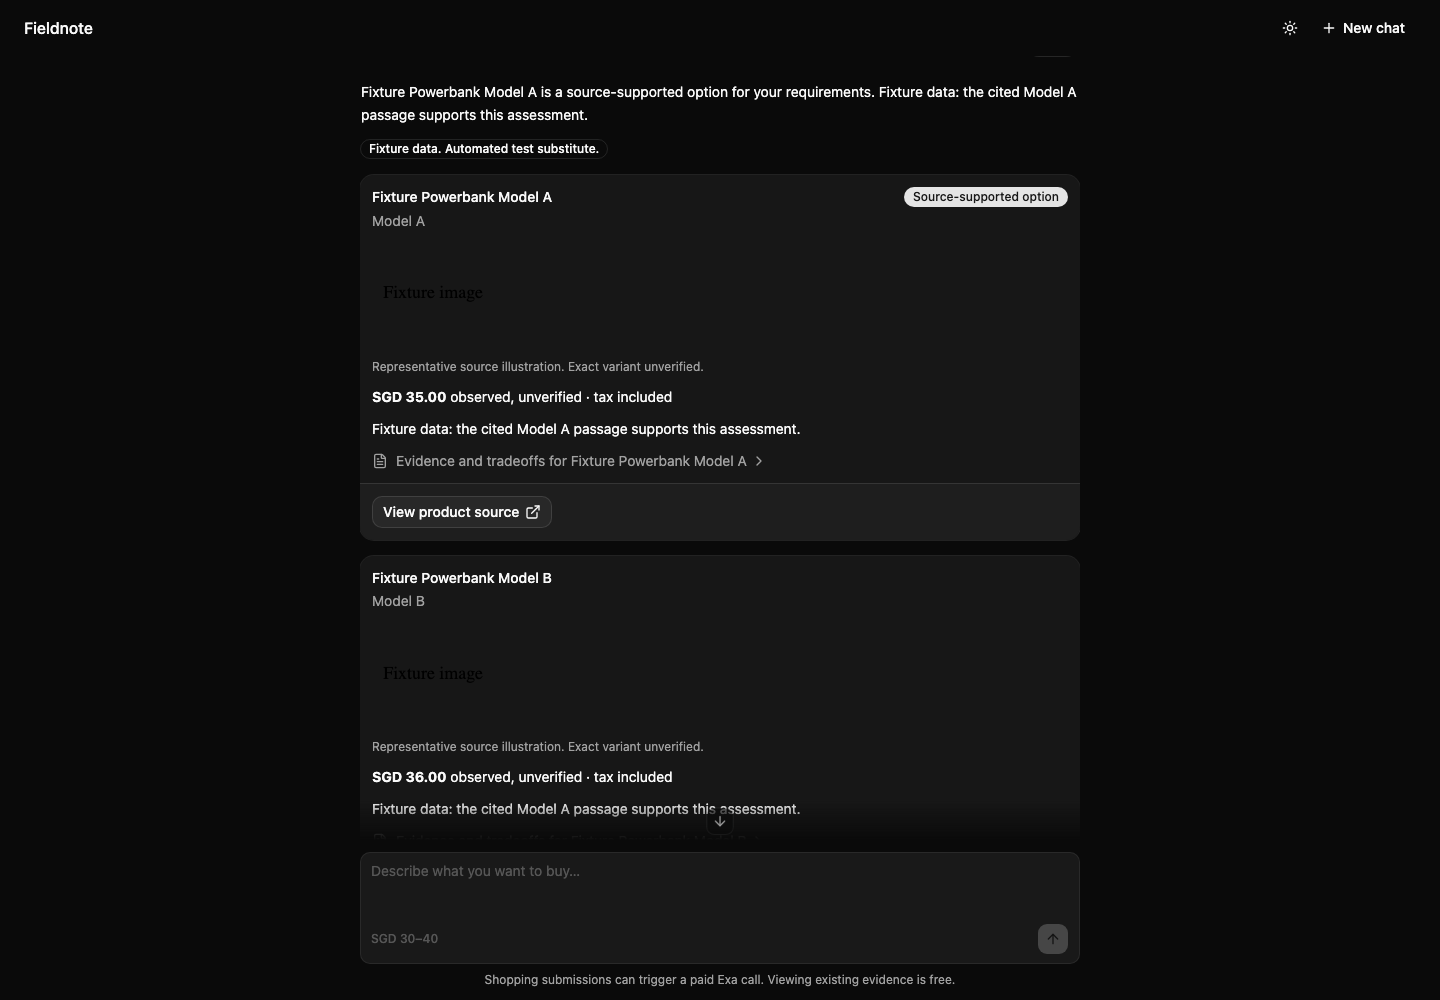 Fieldnote
New chat
Fixture Powerbank Model A is a source-supported option for your requirements. Fixture data: the cited Model A
passage supports this assessment.
Fixture data. Automated test substitute.
Fixture Powerbank Model A
Source-supported option
Model A
Fixture image
Representative source illustration. Exact variant unverified.
SGD 35.00 observed, unverified · tax included
Fixture data: the cited Model A passage supports this assessment.
Evidence and tradeoffs for Fixture Powerbank Model A
View product source
Fixture Powerbank Model B
Model B
Fixture image
Representative source illustration. Exact variant unverified.
SGD 36.00 observed, unverified · tax included
Fixture data: the cited Model A passage supports this assessment.
Describe what you want to buy...
SGD 30–40
Shopping submissions can trigger a paid Exa call. Viewing existing evidence is free.